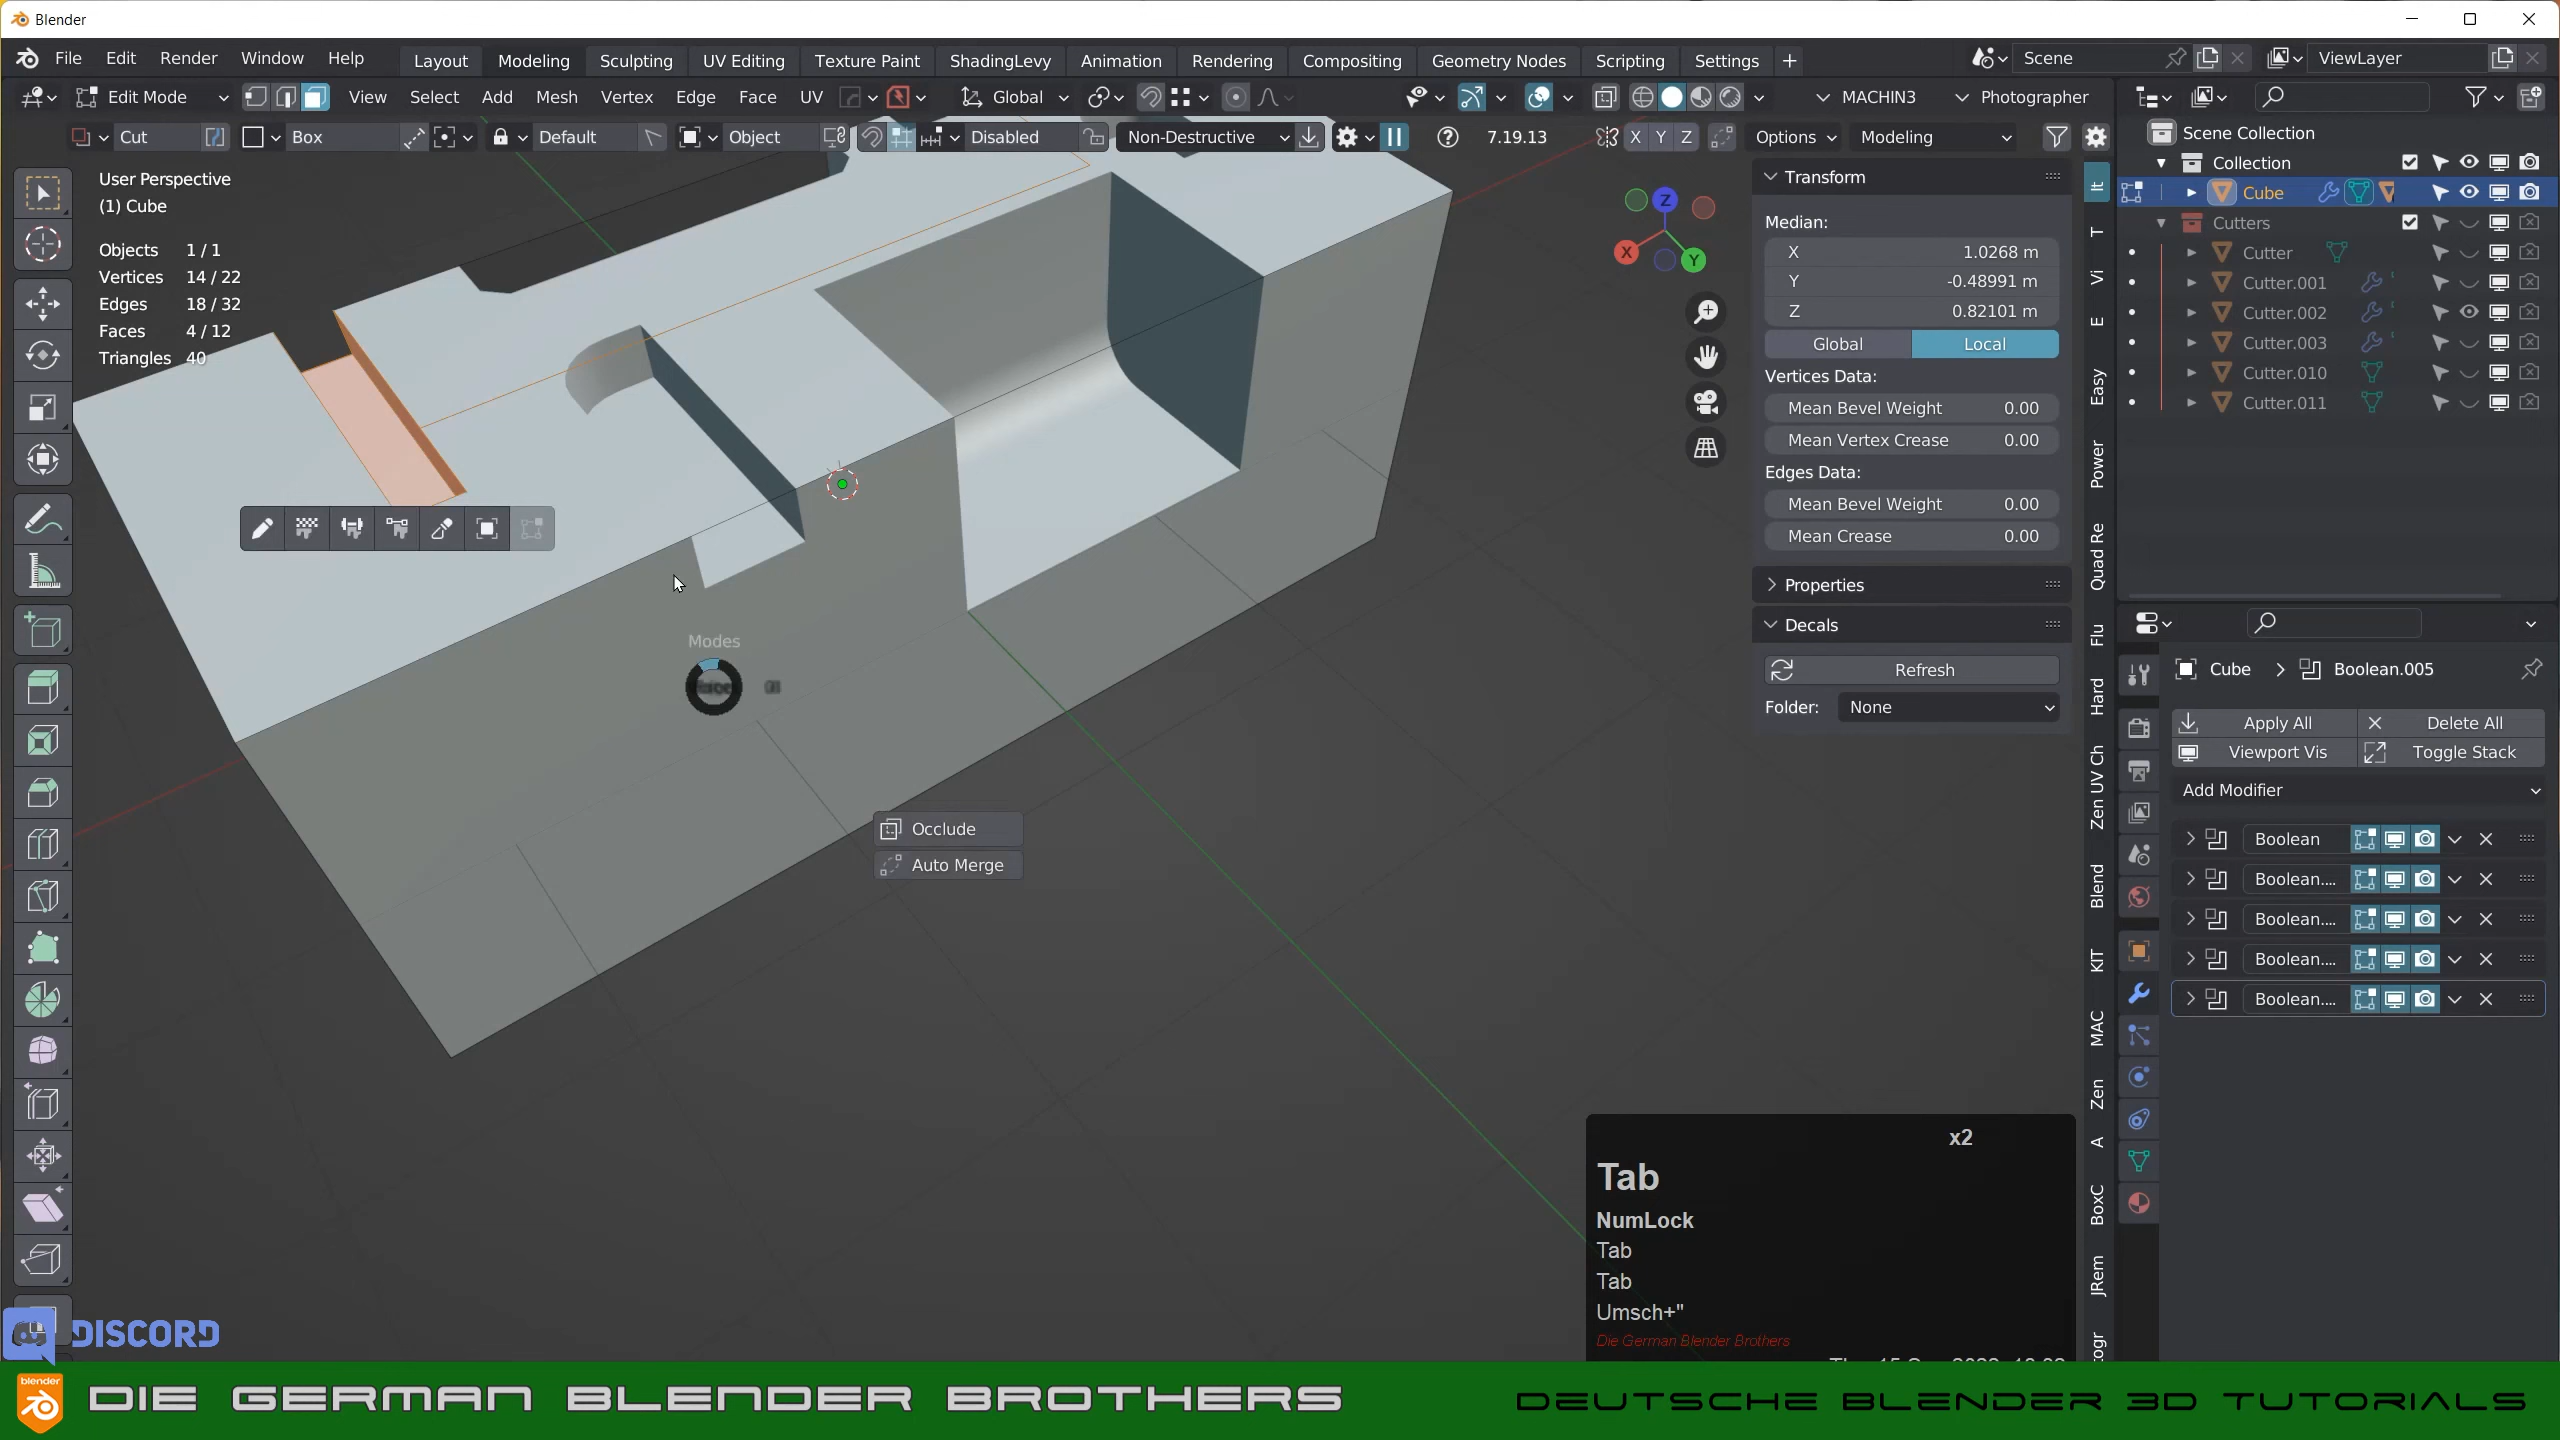 Blender
File Edit Render Window Help Layout Modeling Sculpting UV Editing Texture Paint ShadingLevy Animation Rendering Compositing Geometry Nodes Scripting Settings + Scene ViewLayer
Edit Mode View Select Add Mesh Vertex Edge Face UV Global MACHIN3 Photographer
Cut Box Default Object Disabled Non-Destructive 7.19.13 X Y Z Options Modeling
User Perspective
(1) Cube
Objects 1 / 1
Vertices 14 / 22
Edges 18 / 32
Faces 4 / 12
Triangles 40
Z
X
Y
Modes
Occlude
Auto Merge
Transform
Median:
X 1.0268 m
Y -0.48991 m
Z 0.82101 m
Global Local
Vertices Data:
Mean Bevel Weight 0.00
Mean Vertex Crease 0.00
Edges Data:
Mean Bevel Weight 0.00
Mean Crease 0.00
Properties
Decals
Refresh
Folder: None
It
T
Vi
E
Easy
Power
Quad Re
Flu
Hard
Zen UV Ch
Blend
KIT
MAC
Zen
A
BoxC
JRem
ogr
Scene Collection
Collection
Cube
Cutters
Cutter
Cutter.001
Cutter.002
Cutter.003
Cutter.010
Cutter.011
Cube > Boolean.005
Apply All Delete All
Viewport Vis Toggle Stack
Add Modifier
Boolean
Boolean....
Boolean....
Boolean....
Boolean....
x2
Tab
NumLock
Tab
Tab
Umsch+"
Die German Blender Brothers
DISCORD
blender
DIE GERMAN BLENDER BROTHERS
DEUTSCHE BLENDER 3D TUTORIALS